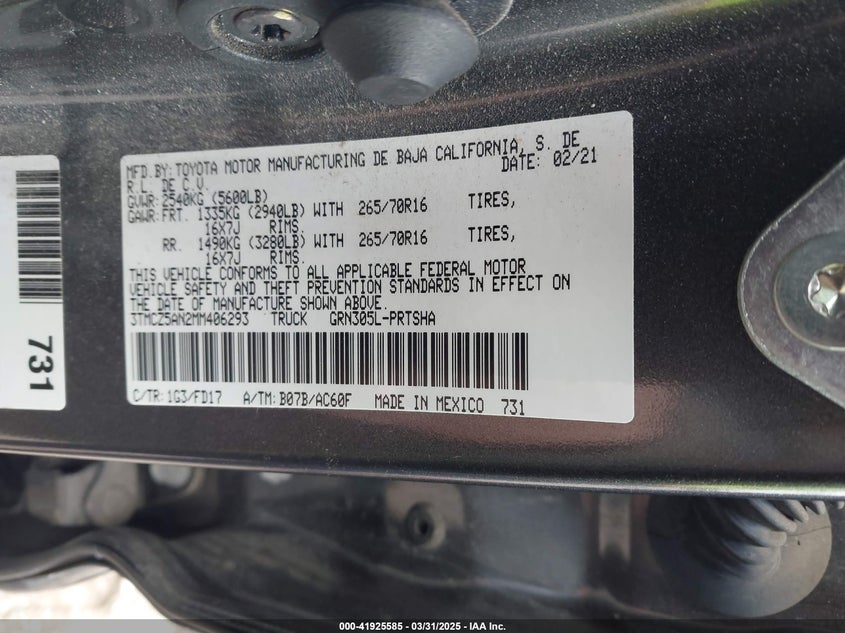 MFD.BY:TOYOTA MOTOR MANUFACTURING DE BAJA CALIFORNIA, S. DE
R.L. DE C.V. DATE: 02/21
GVWR:2540KG (5600LB)
GAWR:FRT. 1335KG (2940LB) WITH 265/70R16 TIRES,
16X7J RIMS.
RR. 1490KG (3280LB) WITH 265/70R16 TIRES,
16X7J RIMS.
THIS VEHICLE CONFORMS TO ALL APPLICABLE FEDERAL MOTOR
VEHICLE SAFETY AND THEFT PREVENTION STANDARDS IN EFFECT ON
THE DATE OF MANUFACTURE SHOWN ABOVE.
3TMCZ5AN2MM406293 TRUCK GRN305L-PRTSHA
C/TR:1G3/FD17 A/TM:B07B/AC60F MADE IN MEXICO 731
731
000-41925585 - 03/31/2025 - IAA Inc.